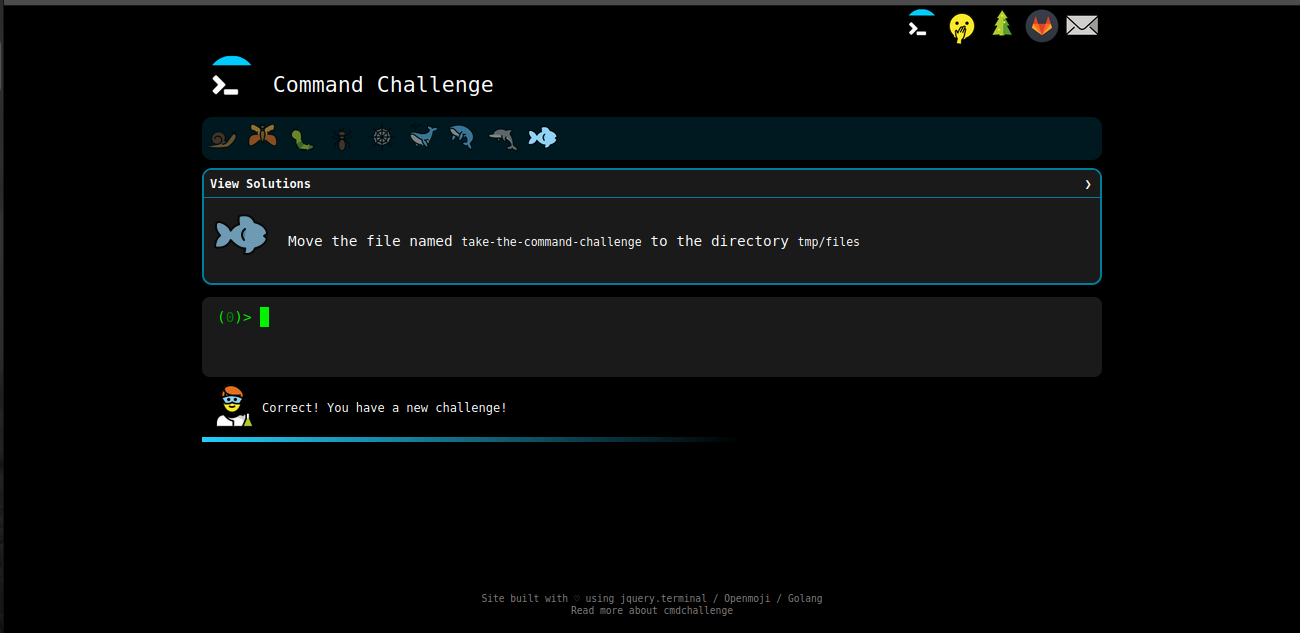 Command Challenge
View Solutions ❯
Move the file named take-the-command-challenge to the directory tmp/files
(0)>
Correct! You have a new challenge!
Site built with ♡ using jquery.terminal / Openmoji / Golang
Read more about cmdchallenge